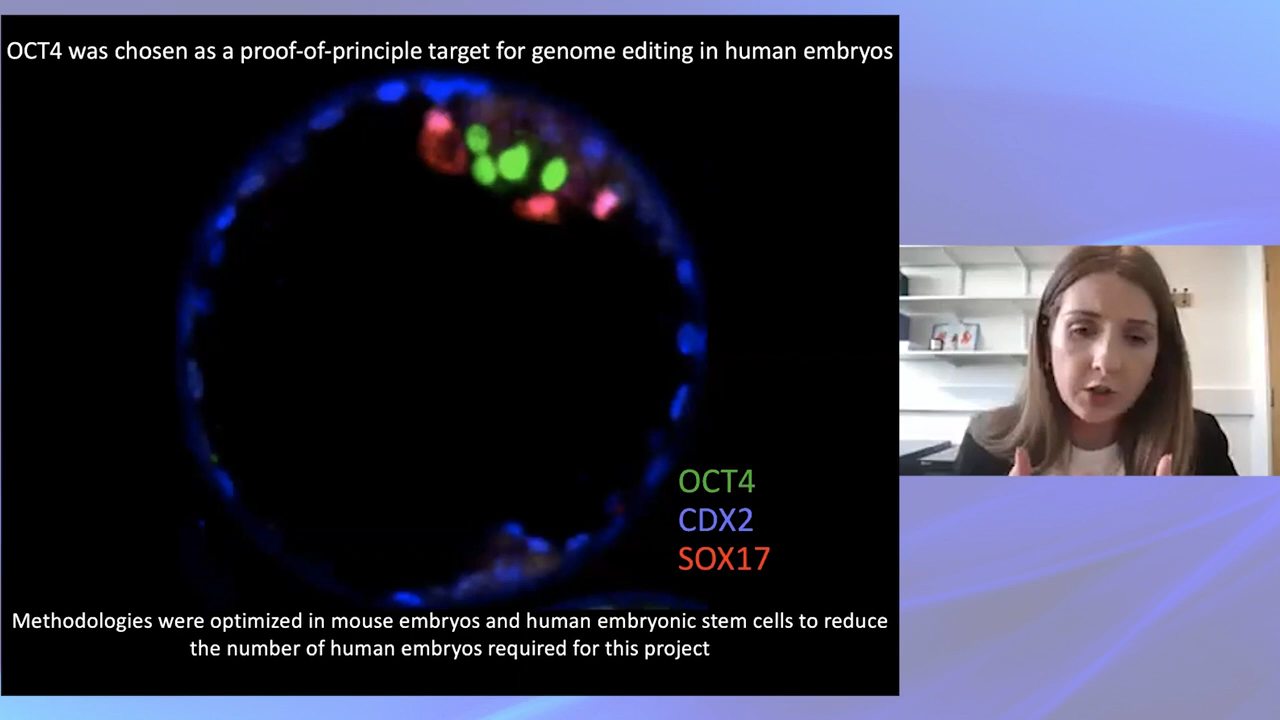 OCT4 was chosen as a proof-of-principle target for genome editing in human embryos
OCT4
CDX2
SOX17
Methodologies were optimized in mouse embryos and human embryonic stem cells to reduce
the number of human embryos required for this project